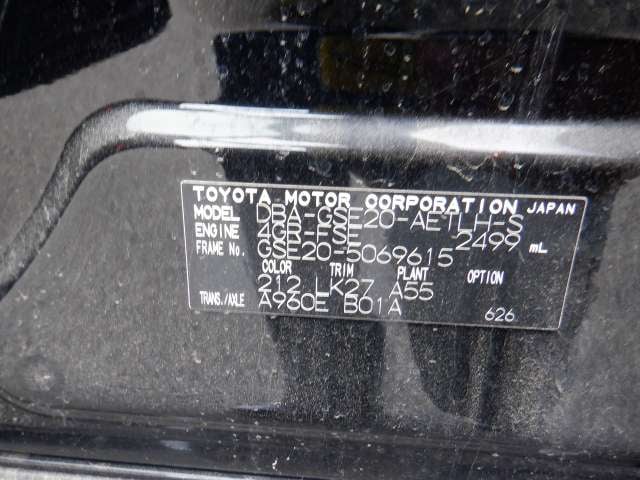 TOYOTA MOTOR CORPORATION JAPAN
MODEL DBA-GSE20-AETLH-S
ENGINE 4GR-FSE 2499 mL
FRAME No. GSE20-5069615
COLOR TRIM PLANT OPTION
212 LK27 A55
TRANS./AXLE A960E B01A
626